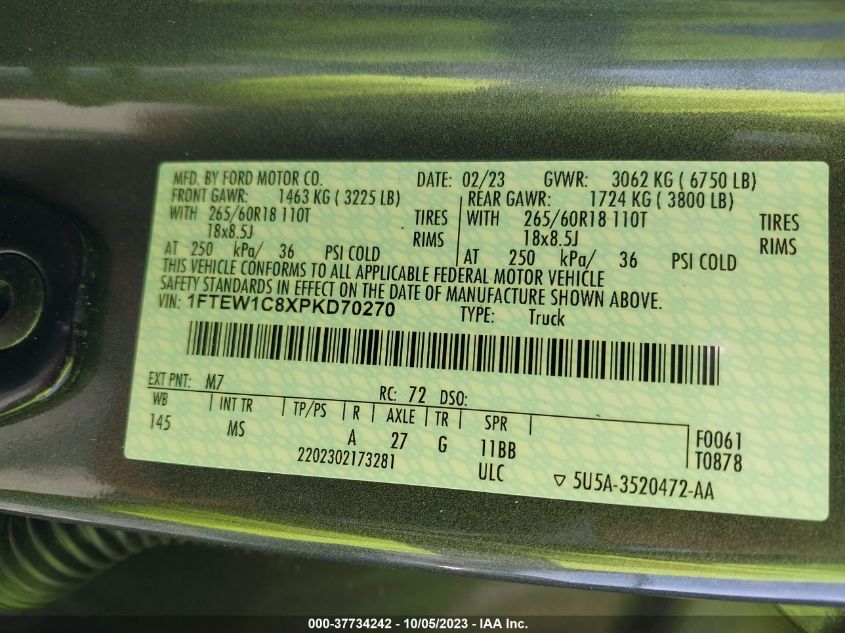 MFD. BY FORD MOTOR CO. DATE: 02/23 GVWR: 3062 KG ( 6750 LB)
FRONT GAWR: 1463 KG ( 3225 LB) REAR GAWR: 1724 KG ( 3800 LB)
WITH 265/60R18 110T TIRES WITH 265/60R18 110T TIRES
18x8.5J RIMS 18x8.5J RIMS
AT 250 kPa/ 36 PSI COLD AT 250 kPa/ 36 PSI COLD
THIS VEHICLE CONFORMS TO ALL APPLICABLE FEDERAL MOTOR VEHICLE
SAFETY STANDARDS IN EFFECT ON THE DATE OF MANUFACTURE SHOWN ABOVE.
VIN: 1FTEW1C8XPKD70270 TYPE: Truck
EXT PNT: M7 RC: 72 DSO:
WB INT TR TP/PS R AXLE TR SPR
145 MS A 27 G 11BB F0061
2202302173281 ULC T0878
5U5A-3520472-AA
000-37734242 - 10/05/2023 - IAA Inc.